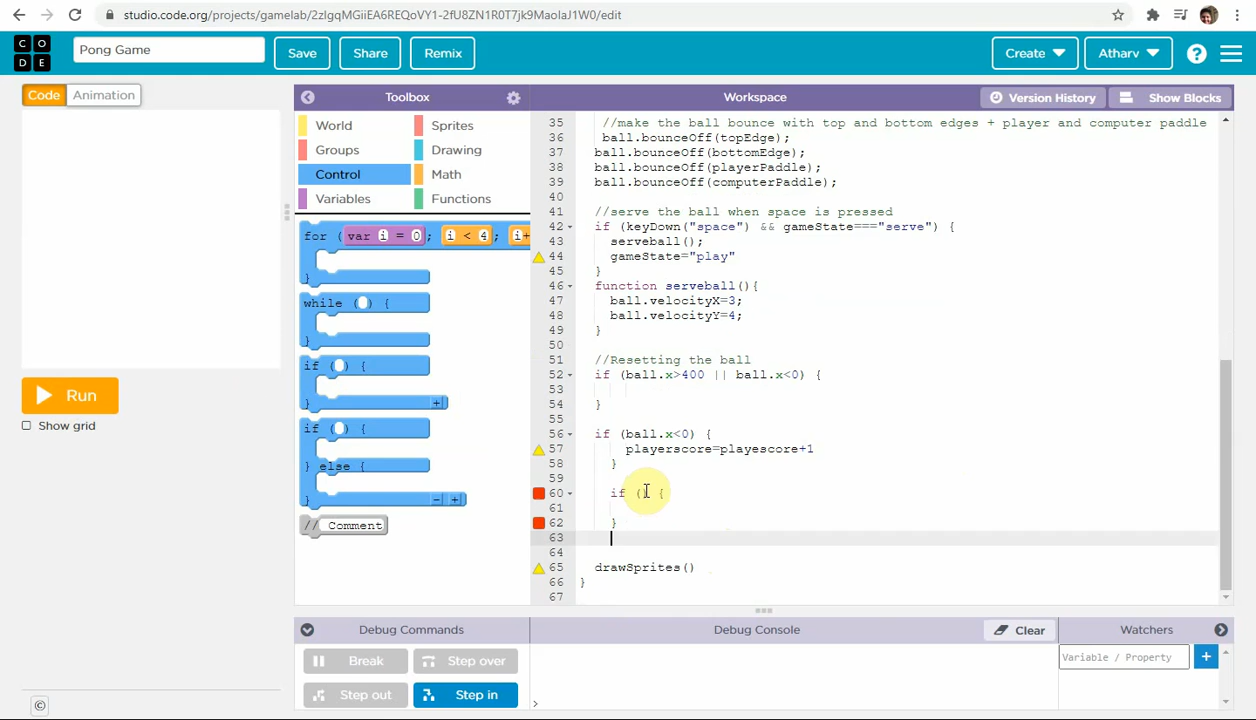 studio.code.org/projects/gamelab/2zIgqMGiiEA6REQoVY1-2fU8ZN1R0T7jk9MaolaJ1W0/edit
CO
DE
Pong Game
Save
Share
Remix
Create
Atharv
?
Code
Animation
Toolbox
Workspace
Version History
Show Blocks
World
Sprites
Groups
Drawing
Control
Math
Variables
Functions
for ( var i = 0 ; i < 4 ; i+
}
while ( ) {
}
if ( ) {
}
if ( ) {
} else {
}
// Comment
35 //make the ball bounce with top and bottom edges + player and computer paddle
36 ball.bounceOff(topEdge);
37 ball.bounceOff(bottomEdge);
38 ball.bounceOff(playerPaddle);
39 ball.bounceOff(computerPaddle);
40
41 //serve the ball when space is pressed
42 if (keyDown("space") && gameState==="serve") {
43 serveball();
44 gameState="play"
45 }
46 function serveball(){
47 ball.velocityX=3;
48 ball.velocityY=4;
49 }
50
51 //Resetting the ball
52 if (ball.x>400 || ball.x<0) {
53
54 }
55
56 if (ball.x<0) {
57 playerscore=playescore+1
58 }
59
60 if () {
61
62 }
63
64
65 drawSprites()
66 }
67
Run
Show grid
Debug Commands
Debug Console
Clear
Watchers
Break
Step over
Step out
Step in
Variable / Property
+
>
©